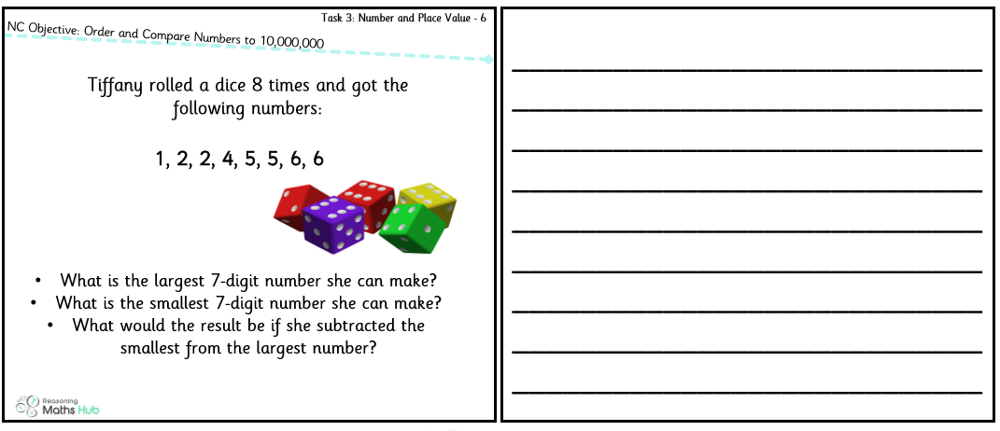 Task 3: Number and Place Value - 6
NC Objective: Order and Compare Numbers to 10,000,000
Tiffany rolled a dice 8 times and got the
following numbers:
1, 2, 2, 4, 5, 5, 6, 6
• What is the largest 7-digit number she can make?
• What is the smallest 7-digit number she can make?
• What would the result be if she subtracted the
smallest from the largest number?
Reasoning
Maths Hub